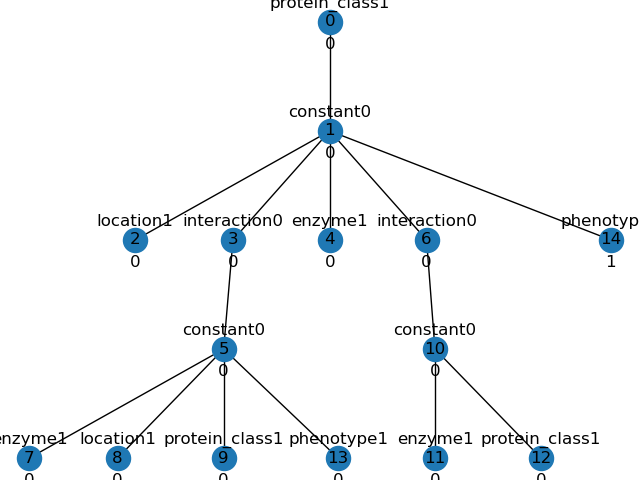 protein_class1
0
0
constant0
1
0
location1 interaction0 enzyme1 interaction0 phenotyp
2 3 4 6 14
0 0 0 0 1
constant0 constant0
5 10
0 0
enzyme1 location1 protein_class1 phenotype1 enzyme1 protein_class1
7 8 9 13 11 12
0 0 0 0 0 0